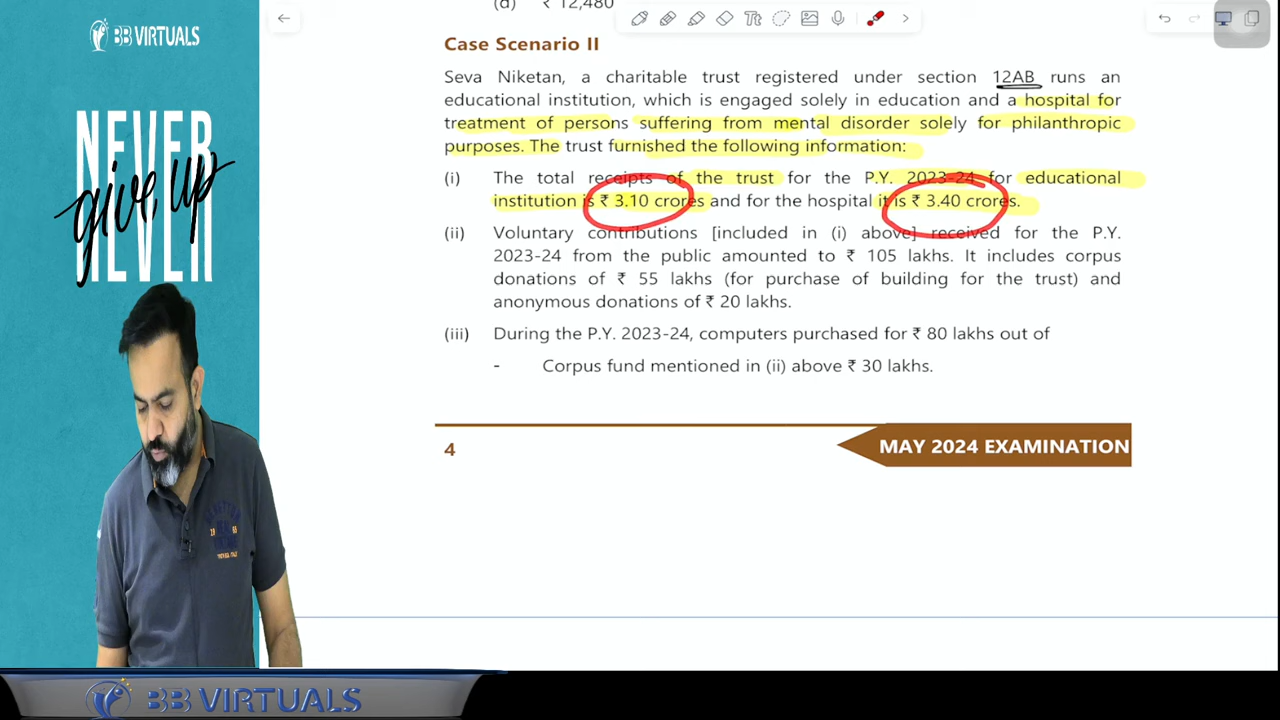 (d) ₹ 12,480
BB VIRTUALS
Tt
Case Scenario II
Seva Niketan, a charitable trust registered under section 12AB runs an
educational institution, which is engaged solely in education and a hospital for
treatment of persons suffering from mental disorder solely for philanthropic
purposes. The trust furnished the following information:
(i) The total receipts of the trust for the P.Y. 2023-24 for educational
institution is ₹ 3.10 crores and for the hospital it is ₹ 3.40 crores.
(ii) Voluntary contributions [included in (i) above] received for the P.Y.
2023-24 from the public amounted to ₹ 105 lakhs. It includes corpus
donations of ₹ 55 lakhs (for purchase of building for the trust) and
anonymous donations of ₹ 20 lakhs.
(iii) During the P.Y. 2023-24, computers purchased for ₹ 80 lakhs out of
- Corpus fund mentioned in (ii) above ₹ 30 lakhs.
4
MAY 2024 EXAMINATION
NEVER
give up
NEVER
BB VIRTUALS